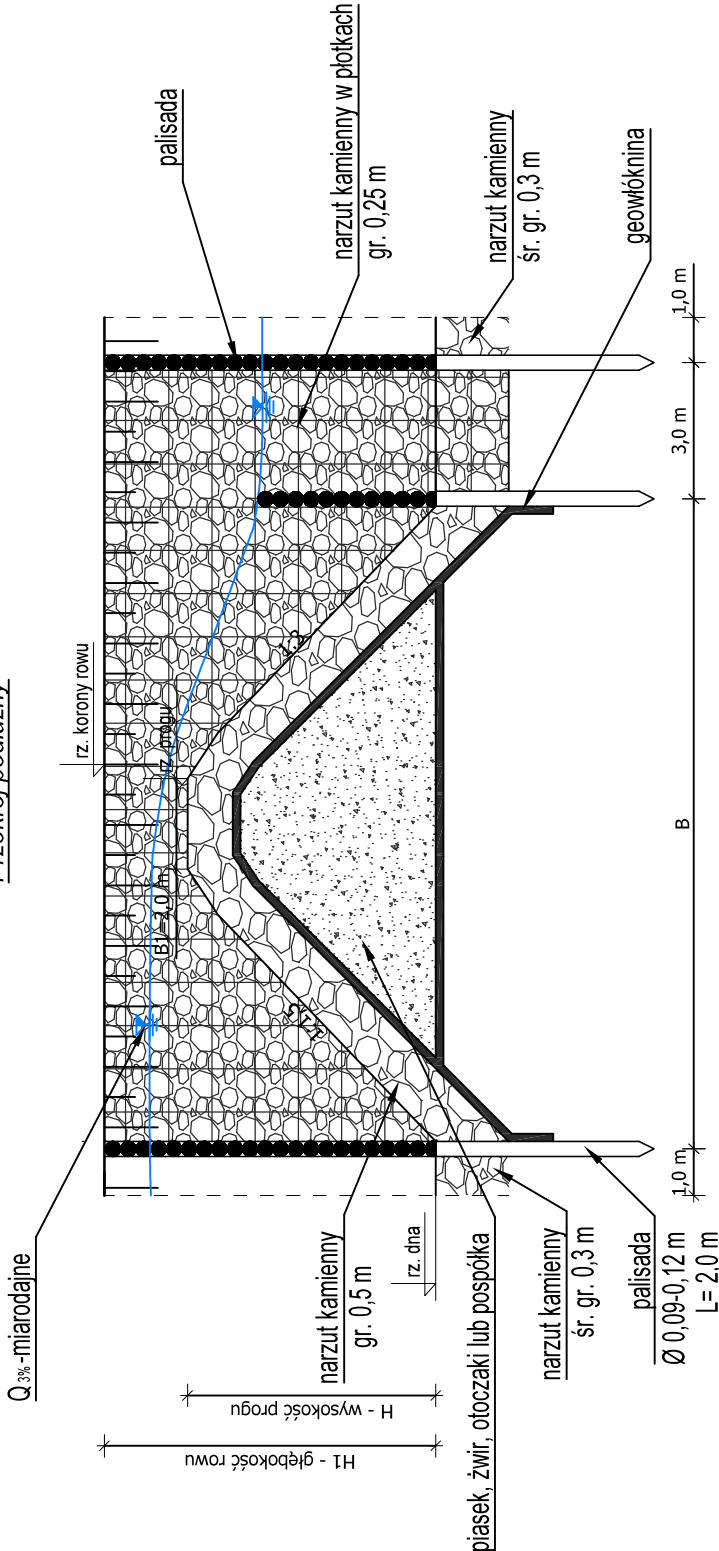 Przekrój podłużny
Q3%-miarodajne
rz. korony rowu
palisada
B1=2,0 m
rz. progu
1:1,5
1:2
narzut kamienny w płotkach
gr. 0,25 m
H1 - głębokość rowu
H - wysokość progu
narzut kamienny
gr. 0,5 m
rz. dna
narzut kamienny
śr. gr. 0,3 m
piasek, żwir, otoczaki lub pospółka
narzut kamienny
śr. gr. 0,3 m
geowłóknina
palisada
Ø 0,09-0,12 m
L= 2,0 m
1,0 m
B
3,0 m
1,0 m